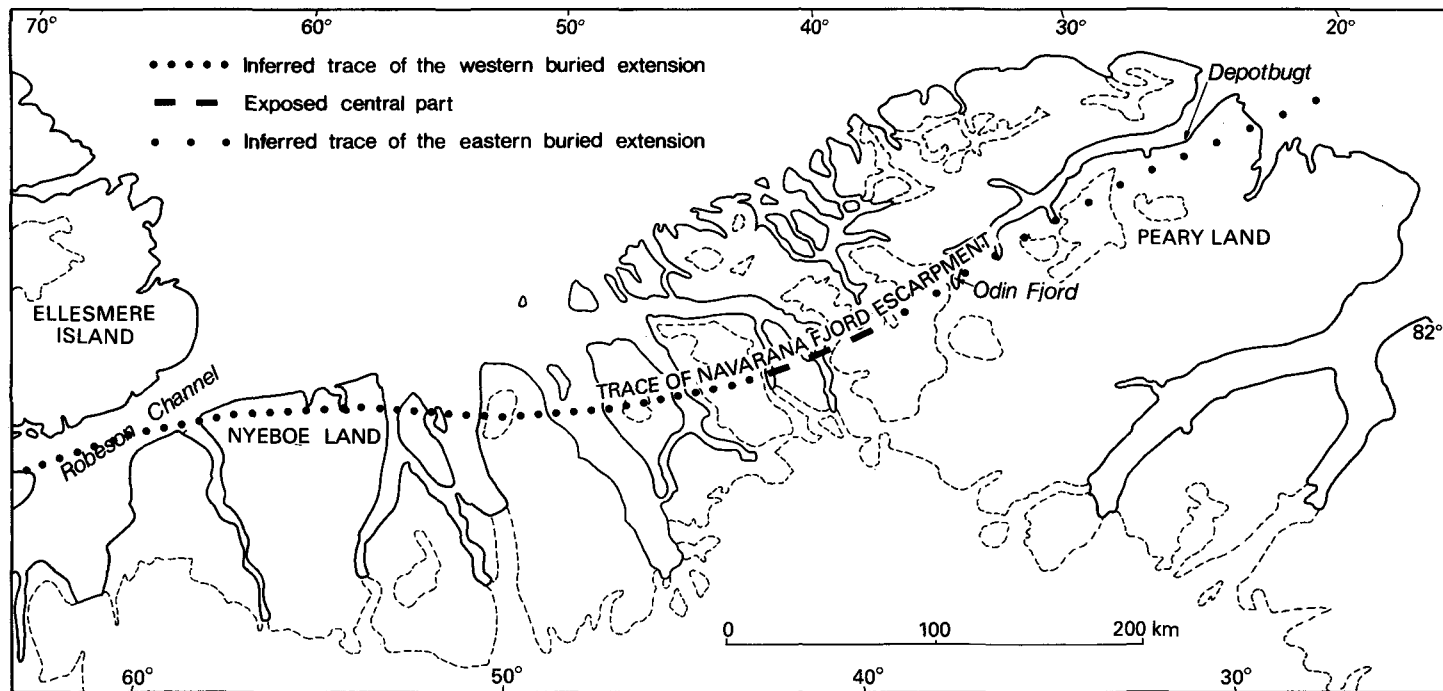 70° 60° 50° 40° 30° 20°
Inferred trace of the western buried extension
Exposed central part
Inferred trace of the eastern buried extension
Depotbugt
PEARY LAND
ELLESMERE
ISLAND
Odin Fjord
82°
TRACE OF NAVARANA FJORD ESCARPMENT
Robeson Channel
NYEBOE LAND
0 100 200 km
60° 50° 40° 30°